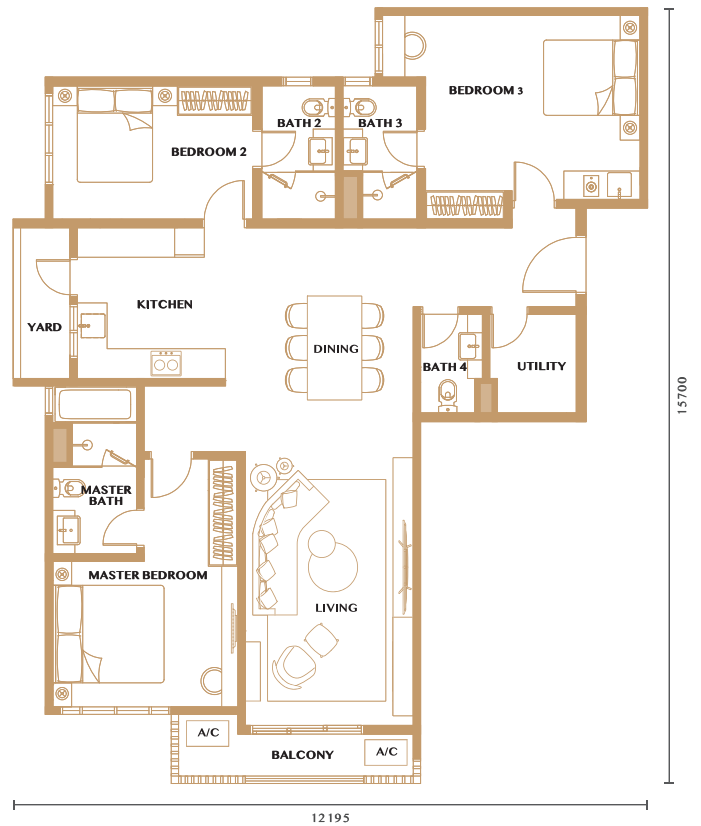 BEDROOM 3
BATH 2
BATH 3
BEDROOM 2
KITCHEN
YARD
DINING
BATH 4
UTILITY
15700
MASTER
BATH
MASTER BEDROOM
LIVING
A/C
BALCONY
A/C
12195